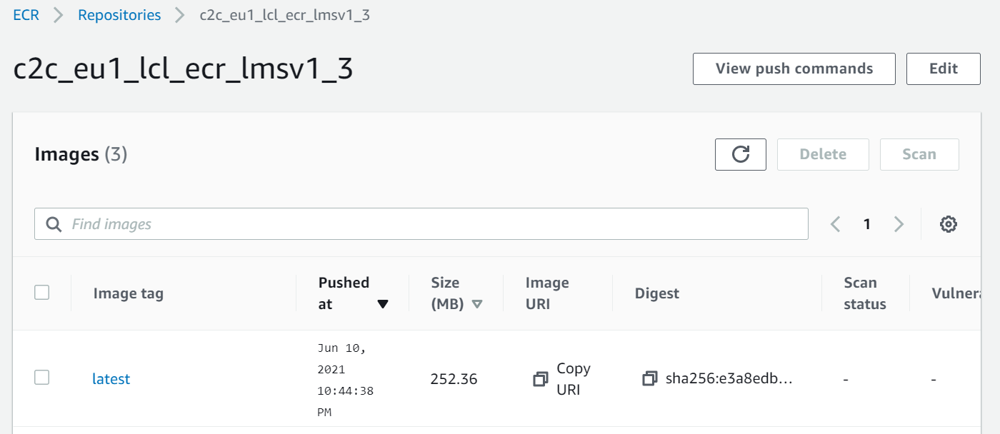 ECR > Repositories > c2c_eu1_lcl_ecr_lmsv1_3
c2c_eu1_lcl_ecr_lmsv1_3
View push commands
Edit
Images (3)
Delete
Scan
Find images
1
Image tag
Pushed
at
Size
(MB)
Image
URI
Digest
Scan
status
Vulnera
latest
Jun 10,
2021
10:44:38
PM
252.36
Copy
URI
sha256:e3a8edb...
-
-